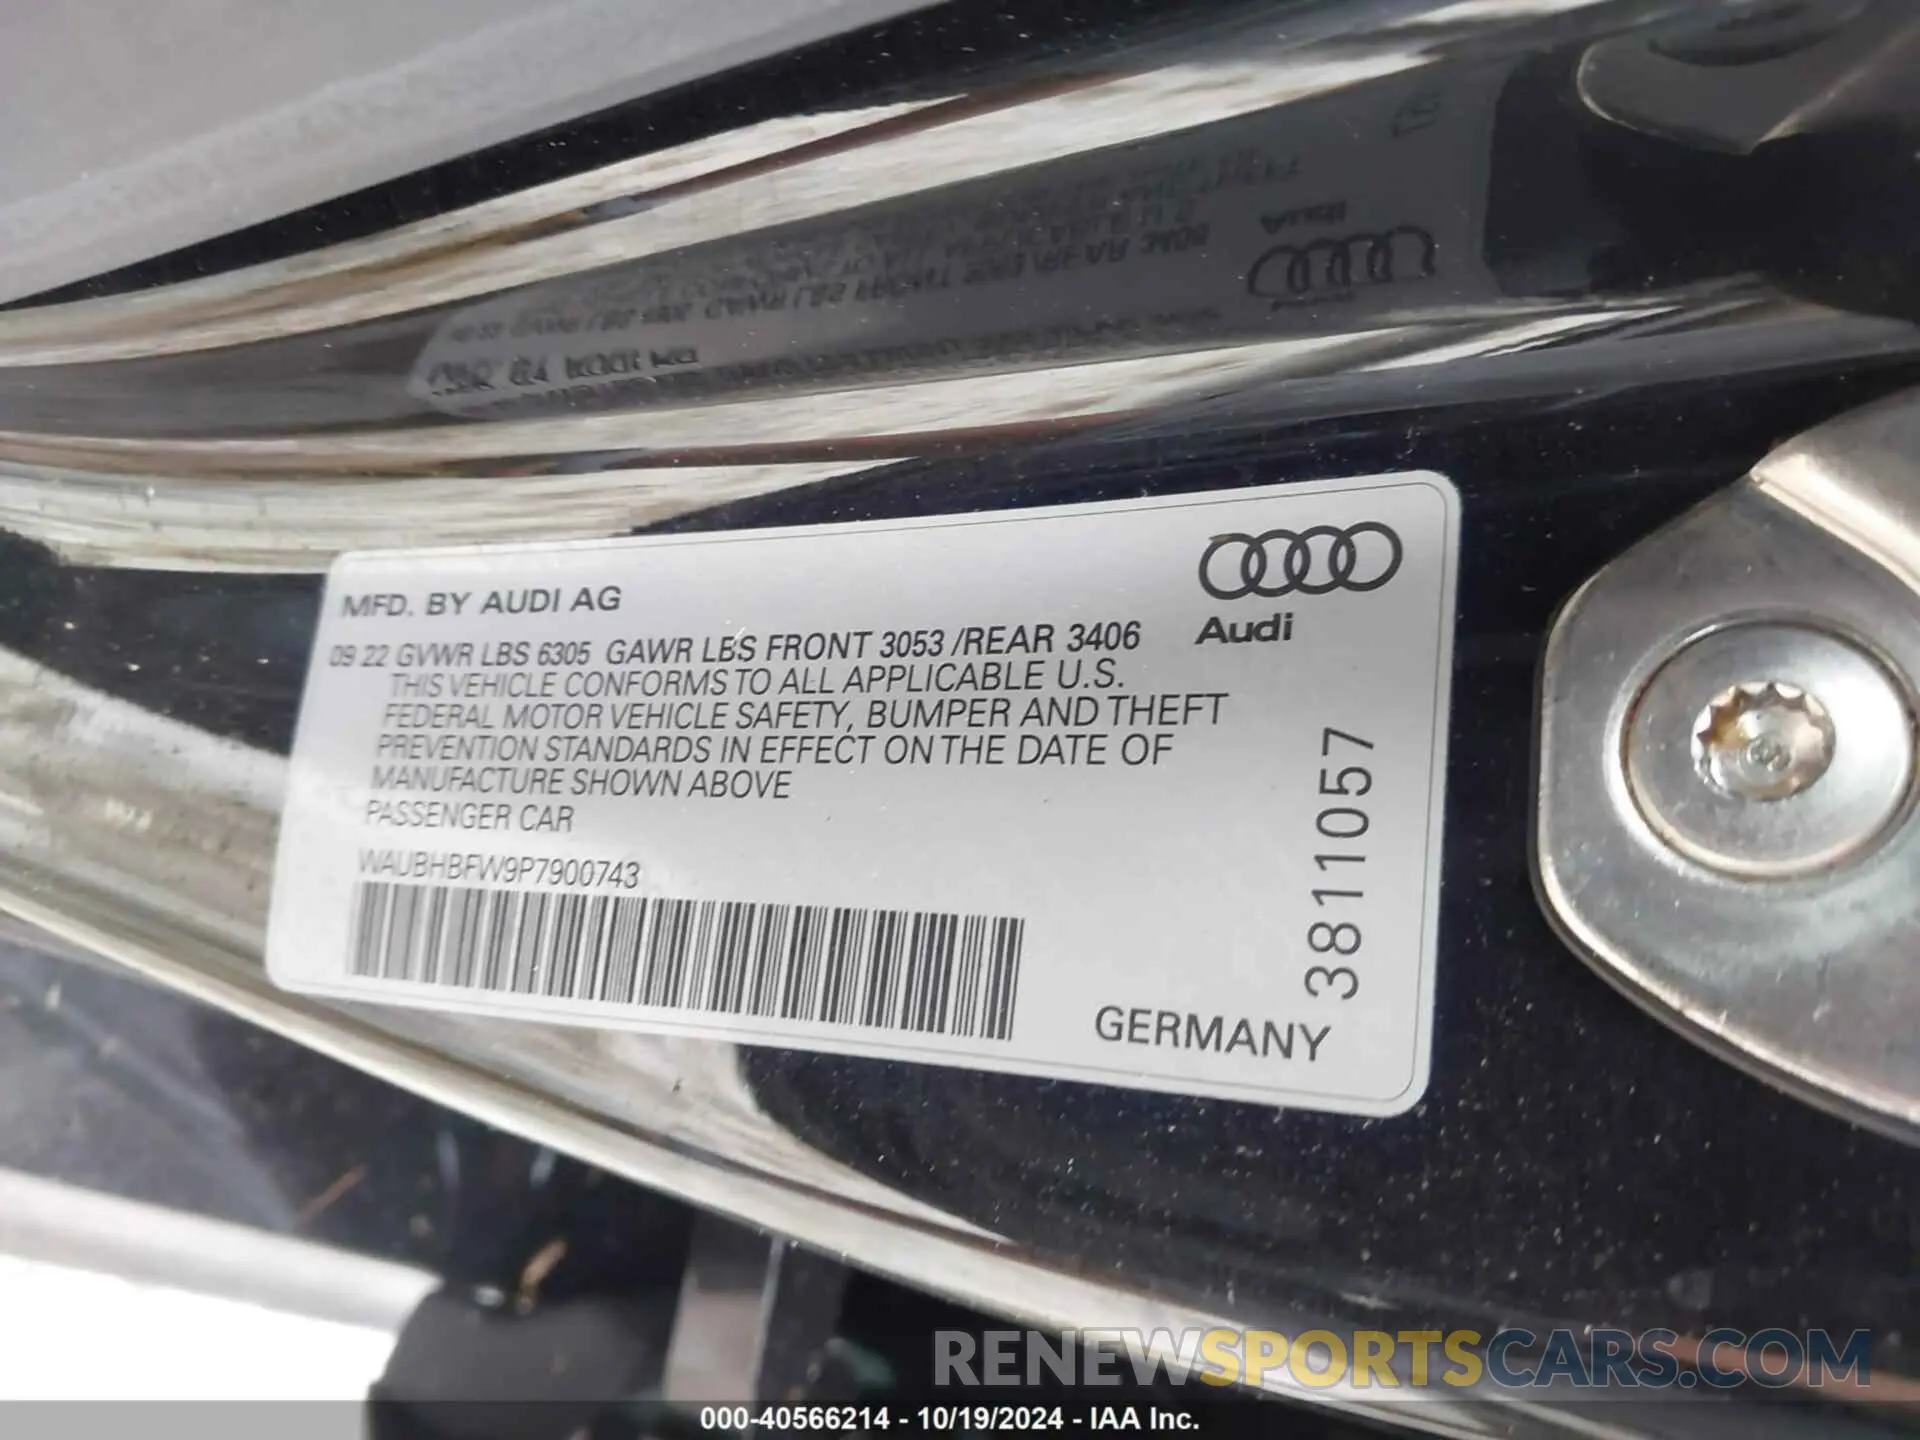 MFD. BY AUDI AG
Audi
09 22 GVWR LBS 6305 GAWR LBS FRONT 3053 /REAR 3406
THIS VEHICLE CONFORMS TO ALL APPLICABLE U.S.
FEDERAL MOTOR VEHICLE SAFETY, BUMPER AND THEFT
PREVENTION STANDARDS IN EFFECT ON THE DATE OF
MANUFACTURE SHOWN ABOVE
PASSENGER CAR
WAUBHBFW9P7900743
3811057
GERMANY
RENEWSPORTSCARS.COM
000-40566214 - 10/19/2024 - IAA Inc.